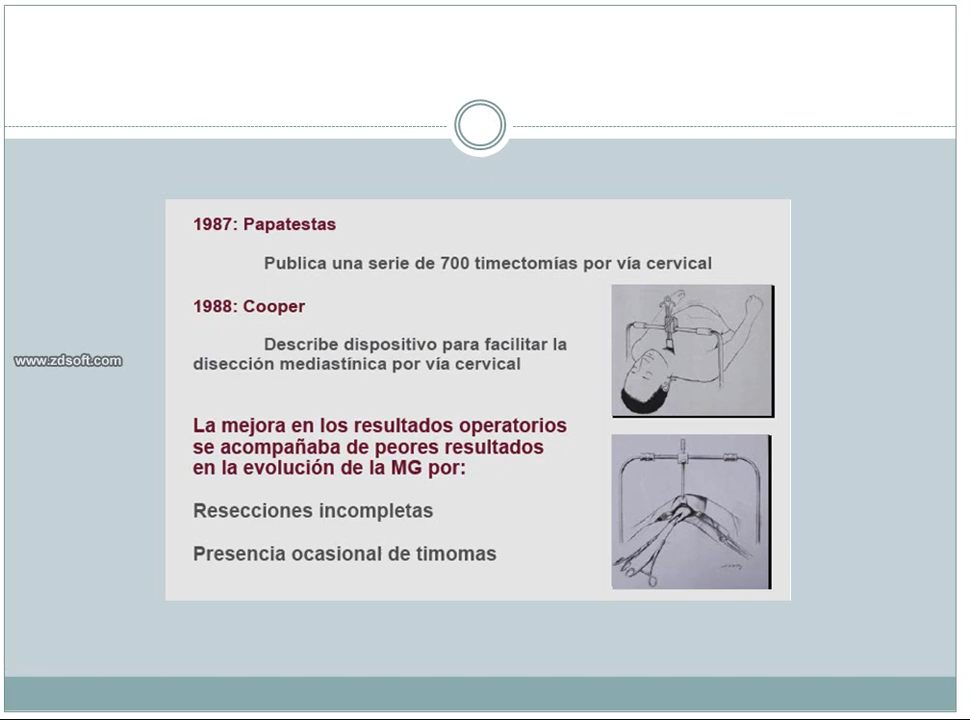 1987: Papatestas
Publica una serie de 700 timectomías por vía cervical
1988: Cooper
Describe dispositivo para facilitar la
disección mediastínica por vía cervical
www.zdsoft.com
La mejora en los resultados operatorios
se acompañaba de peores resultados
en la evolución de la MG por:
Resecciones incompletas
Presencia ocasional de timomas